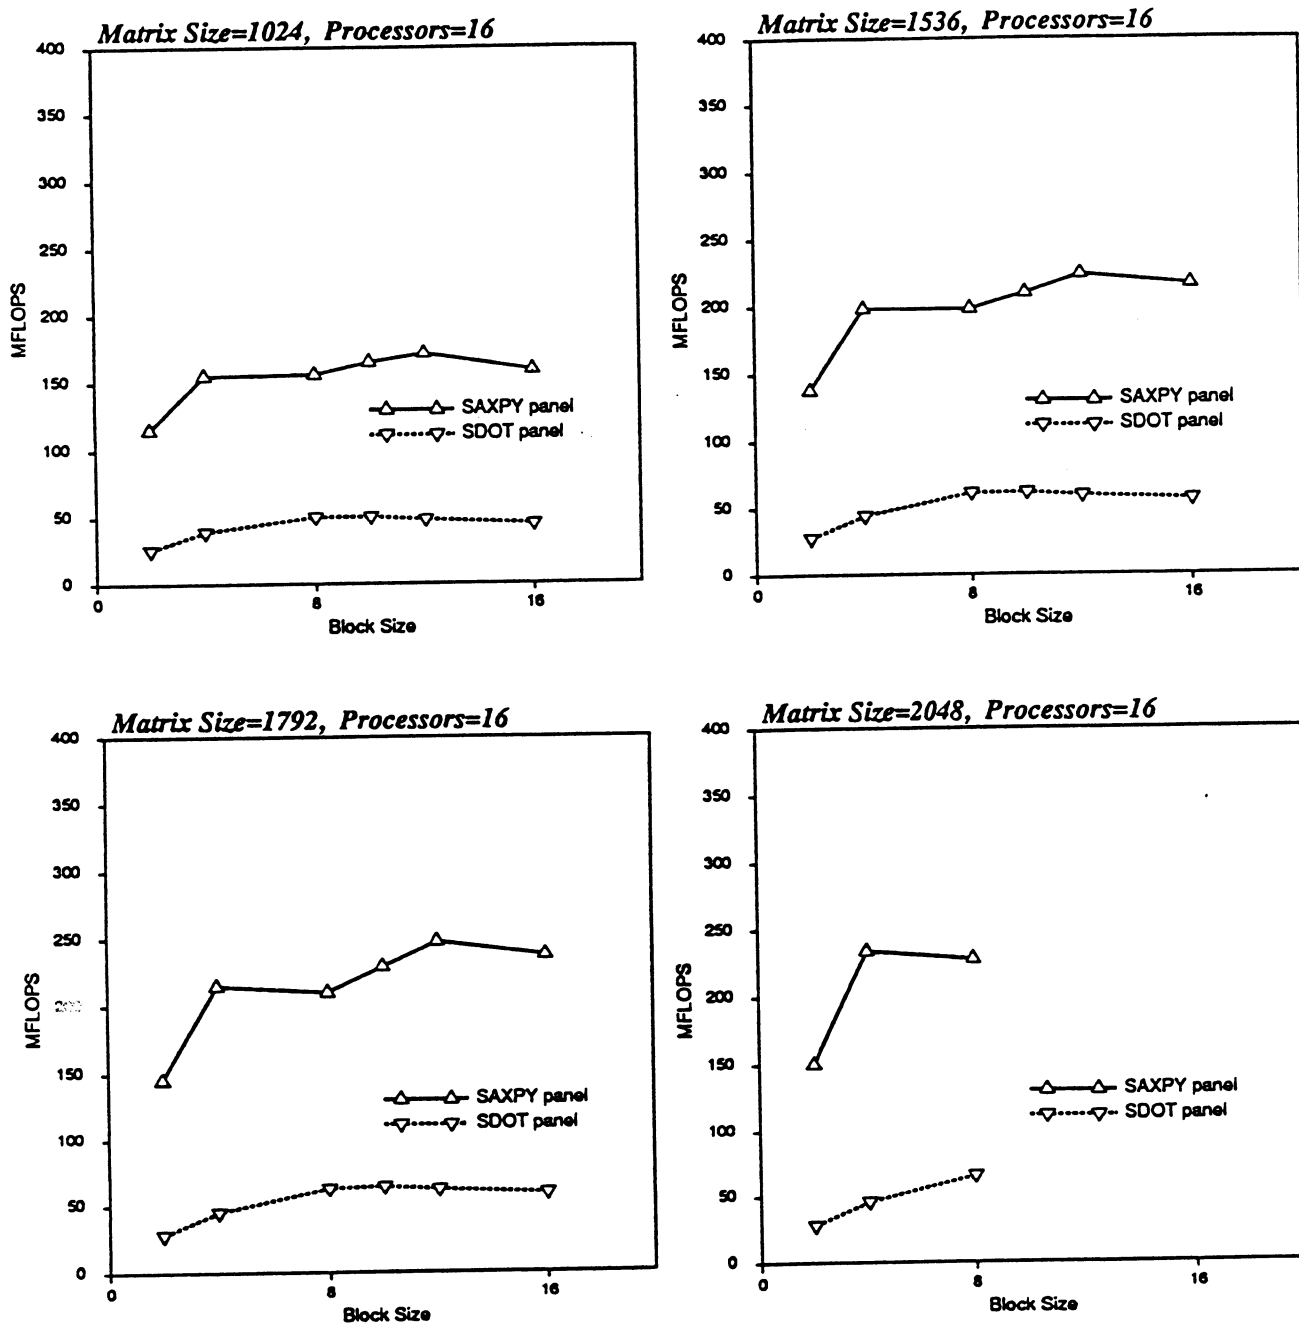 Matrix Size=1024, Processors=16
400
350
300
250
200
150
100
50
0
MFLOPS
SAXPY panel
SDOT panel
0 8 16
Block Size
Matrix Size=1536, Processors=16
400
350
300
250
200
150
100
50
0
MFLOPS
SAXPY panel
SDOT panel
0 8 16
Block Size
Matrix Size=1792, Processors=16
400
350
300
250
200
150
100
50
0
MFLOPS
SAXPY panel
SDOT panel
0 8 16
Block Size
Matrix Size=2048, Processors=16
400
350
300
250
200
150
100
50
0
MFLOPS
SAXPY panel
SDOT panel
0 8 16
Block Size